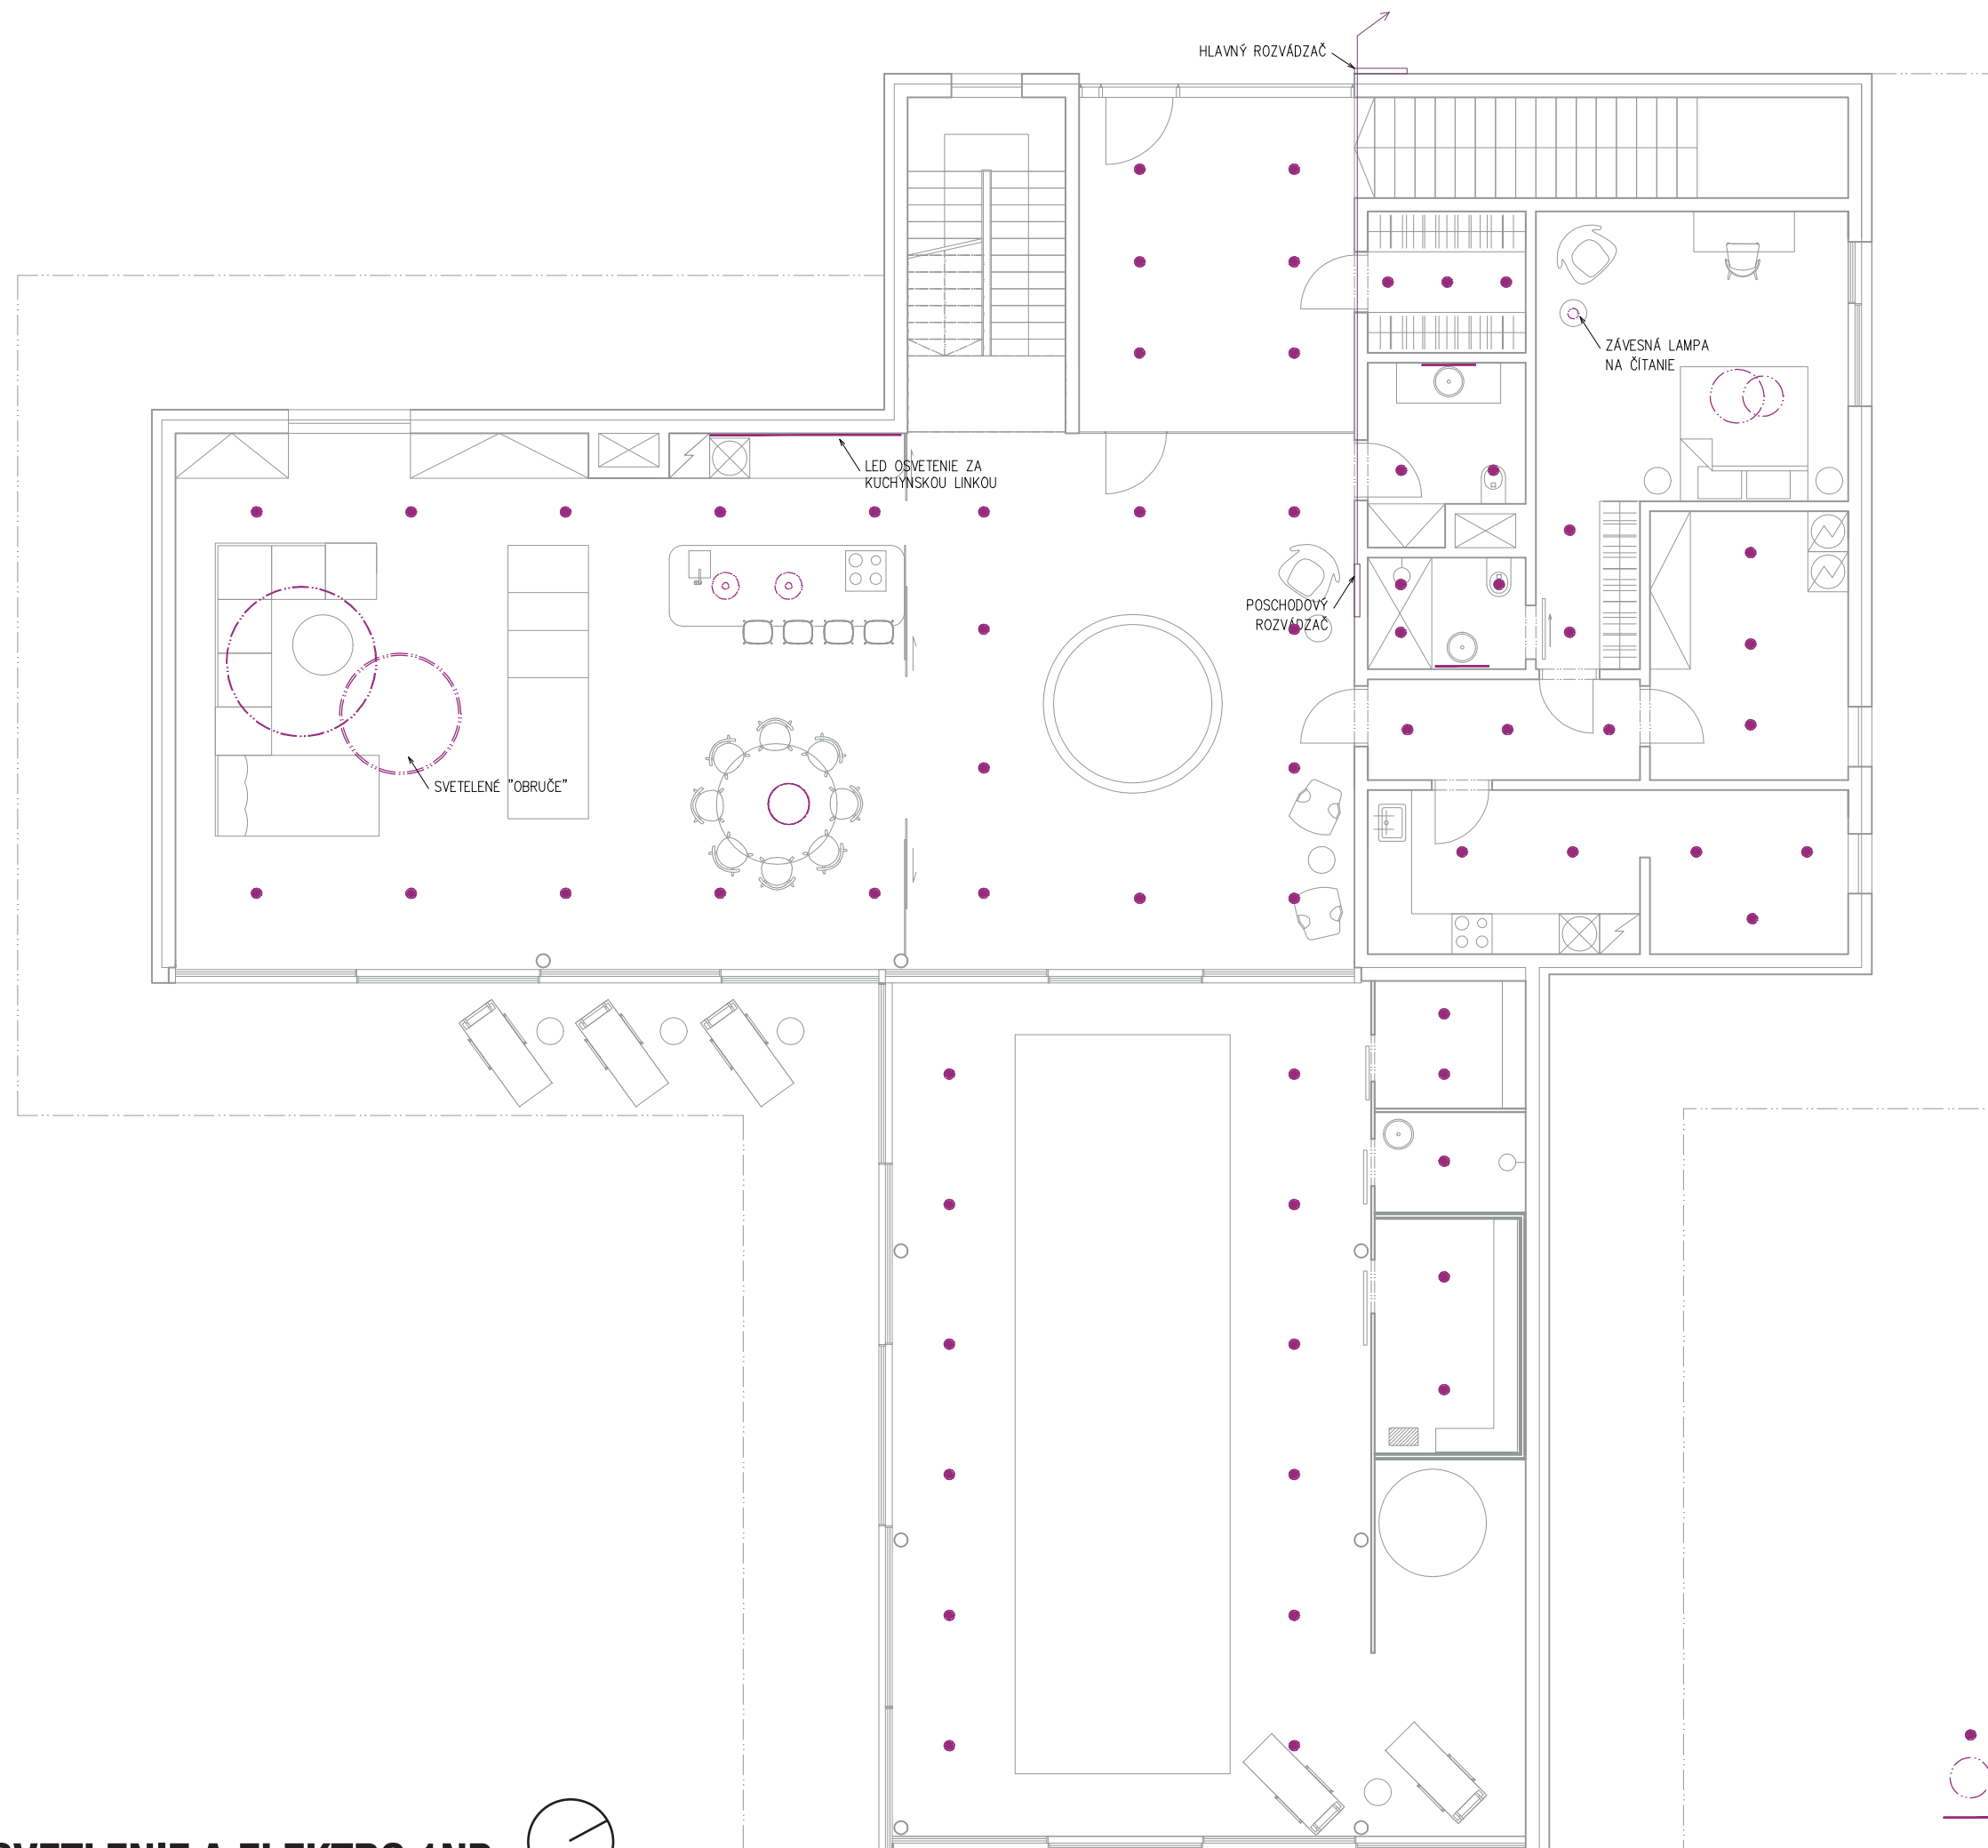 HLAVNÝ ROZVÁDZAČ
ZÁVESNÁ LAMPA
NA ČÍTANIE
LED OSVETENIE ZA
KUCHYNSKOU LINKOU
POSCHODOVÝ
ROZVÁDZAČ
SVETELENÉ "OBRUČE"